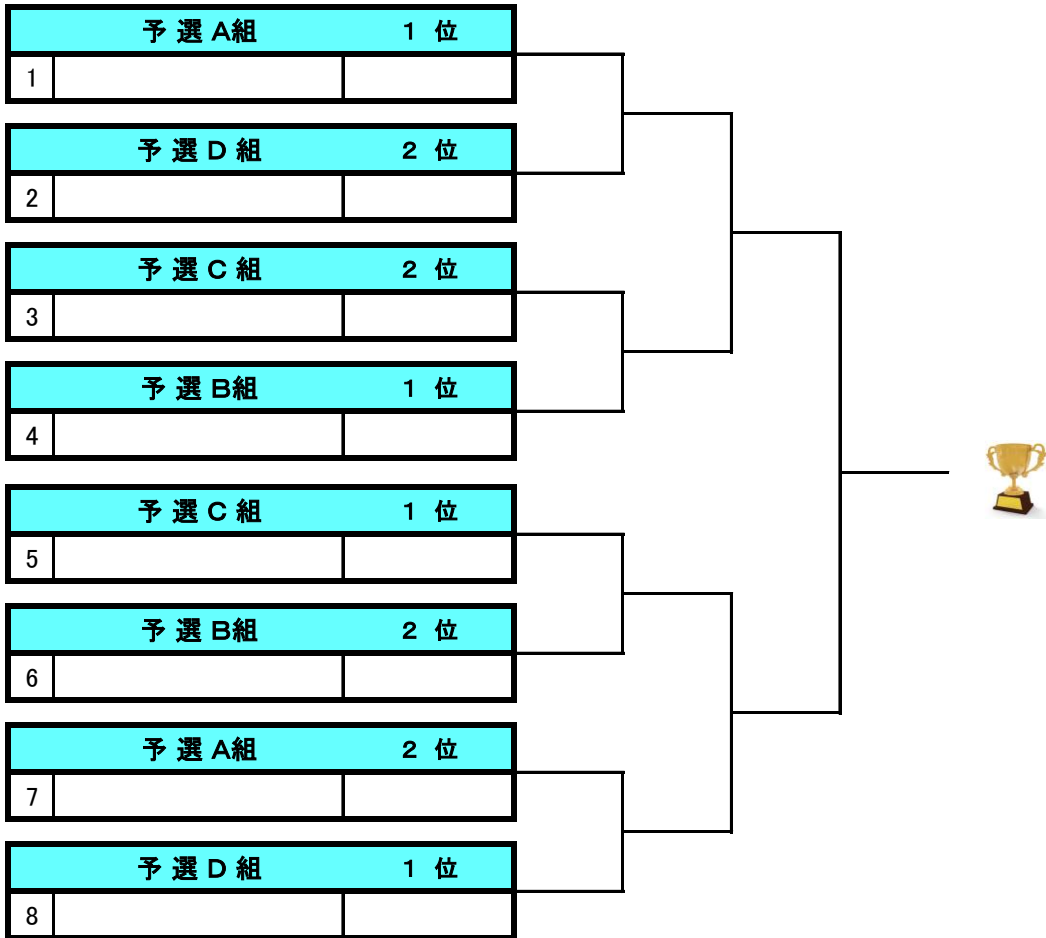 予 選 A組 1 位
1
予 選 D 組 2 位
2
予 選 C 組 2 位
3
予 選 B組 1 位
4
予 選 C 組 1 位
5
予 選 B組 2 位
6
予 選 A組 2 位
7
予 選 D 組 1 位
8